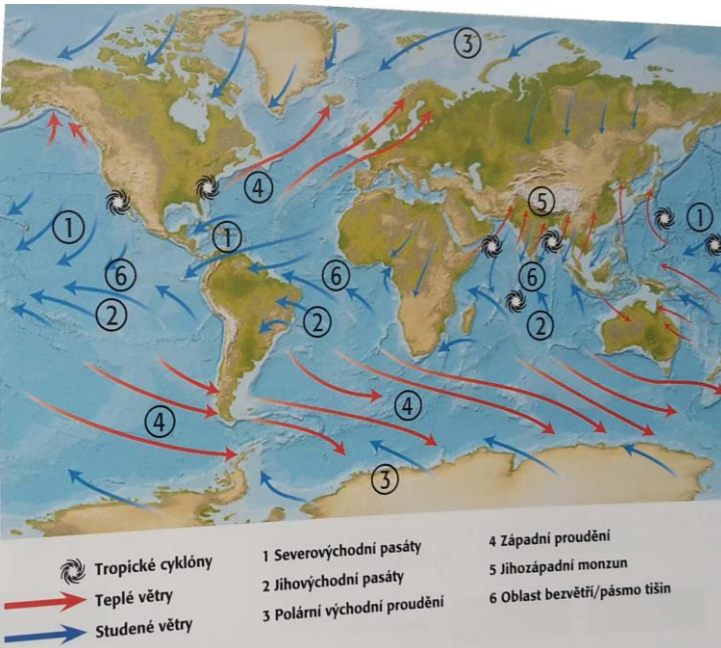 3
4
5
1
1
1
6
6
6
2
2
2
4
4
3
Tropické cyklóny
Teplé větry
Studené větry
1 Severovýchodní pasáty
2 Jihovýchodní pasáty
3 Polární východní proudění
4 Západní proudění
5 Jihozápadní monzun
6 Oblast bezvětří/pásmo tišin